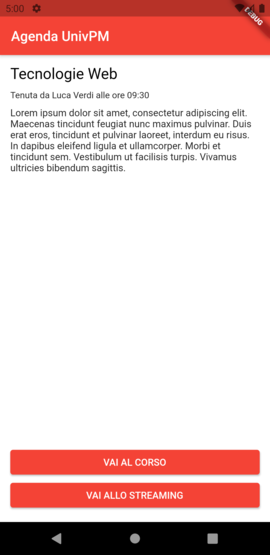 5:00
DEBUG
Agenda UnivPM
Tecnologie Web
Tenuta da Luca Verdi alle ore 09:30
Lorem ipsum dolor sit amet, consectetur adipiscing elit.
Maecenas tincidunt feugiat nunc maximus pulvinar. Duis
erat eros, tincidunt et pulvinar laoreet, interdum eu risus.
In dapibus eleifend ligula et ullamcorper. Morbi et
tincidunt sem. Vestibulum ut facilisis turpis. Vivamus
ultricies bibendum sagittis.
VAI AL CORSO
VAI ALLO STREAMING